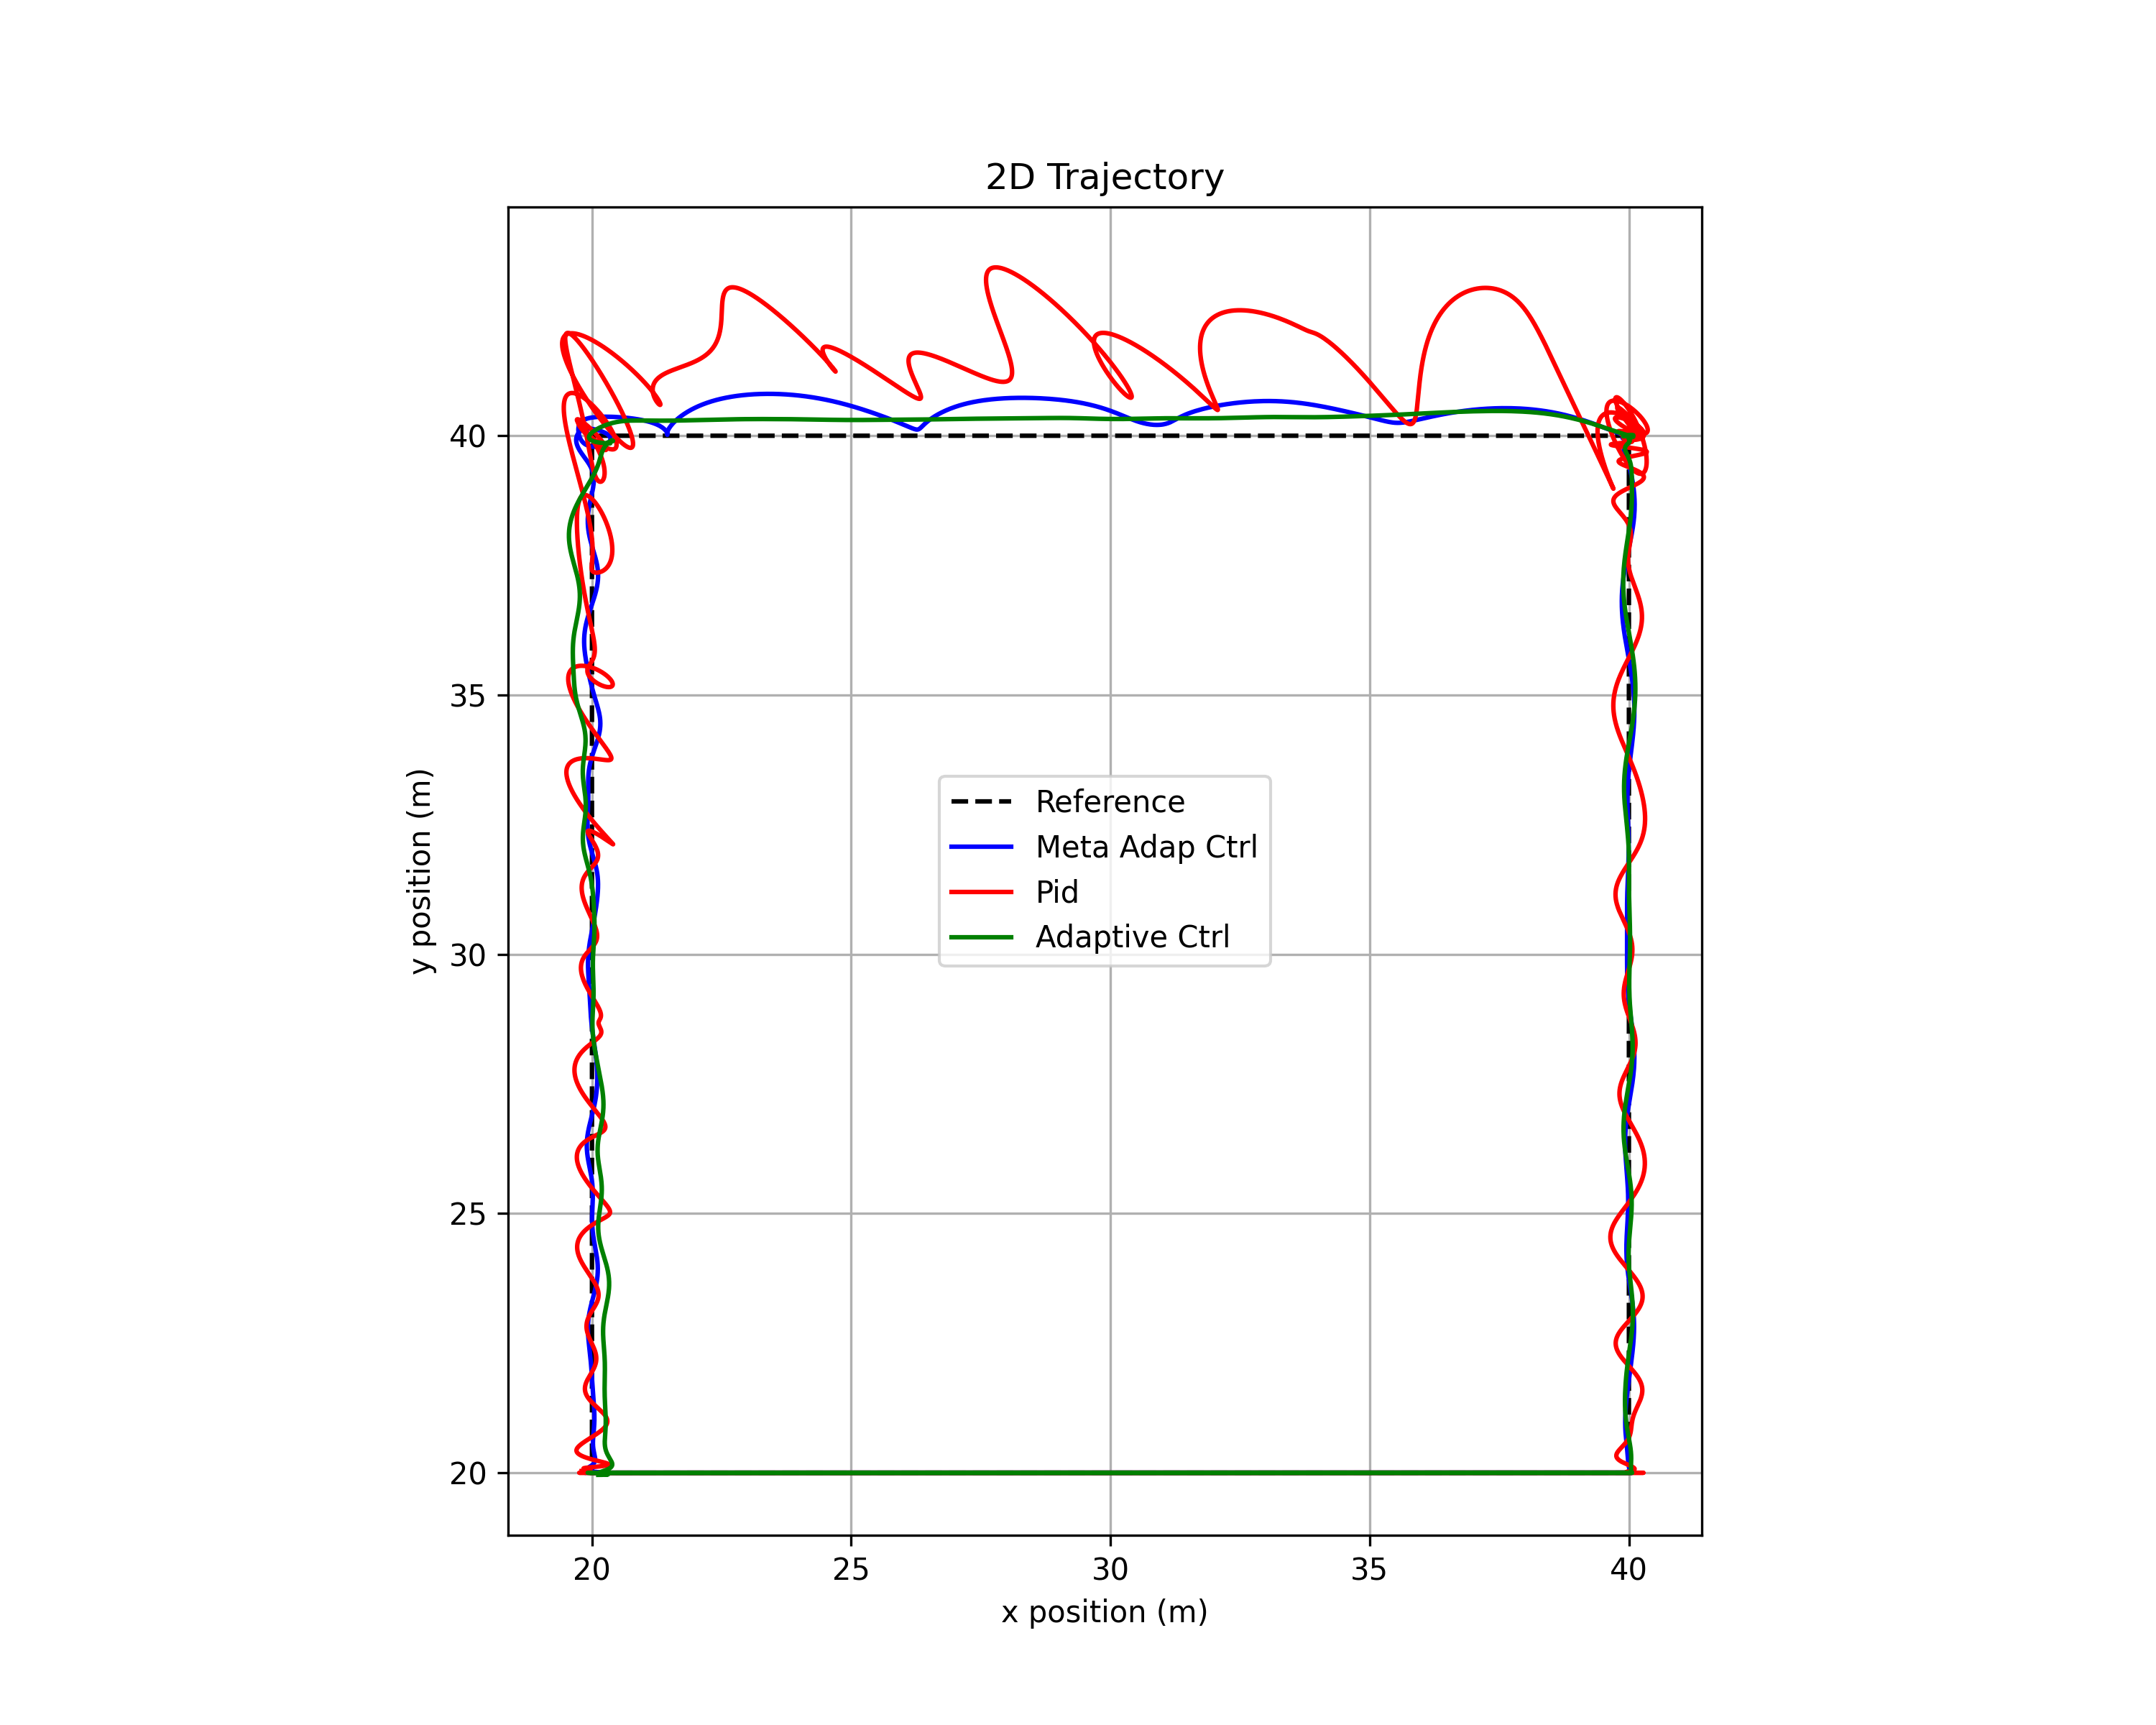 2D Trajectory
40
35
30
25
20
y position (m)
Reference
Meta Adap Ctrl
Pid
Adaptive Ctrl
20 25 30 35 40
x position (m)